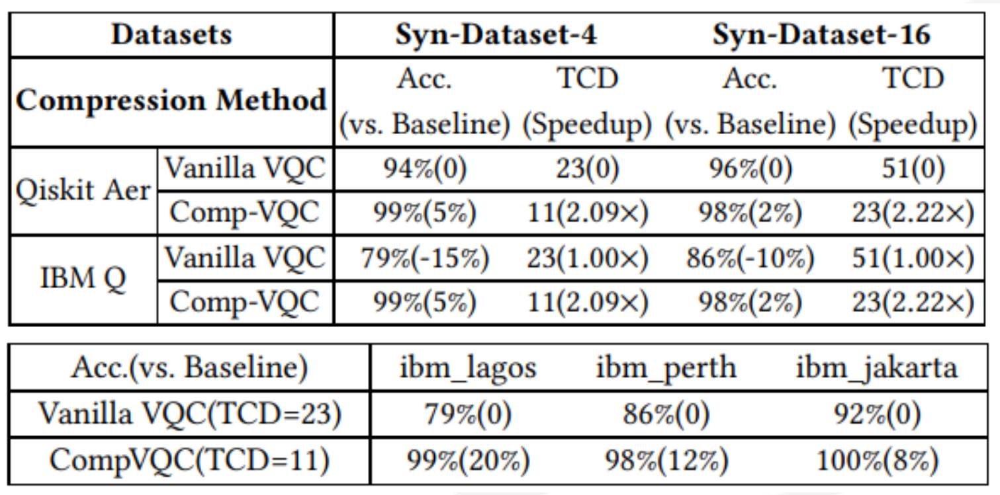 Datasets Syn-Dataset-4 Syn-Dataset-16
Compression Method Acc. TCD Acc. TCD
(vs. Baseline) (Speedup) (vs. Baseline) (Speedup)
Qiskit Aer Vanilla VQC 94%(0) 23(0) 96%(0) 51(0)
Comp-VQC 99%(5%) 11(2.09×) 98%(2%) 23(2.22×)
IBM Q Vanilla VQC 79%(-15%) 23(1.00×) 86%(-10%) 51(1.00×)
Comp-VQC 99%(5%) 11(2.09×) 98%(2%) 23(2.22×)
Acc.(vs. Baseline) ibm_lagos ibm_perth ibm_jakarta
Vanilla VQC(TCD=23) 79%(0) 86%(0) 92%(0)
CompVQC(TCD=11) 99%(20%) 98%(12%) 100%(8%)